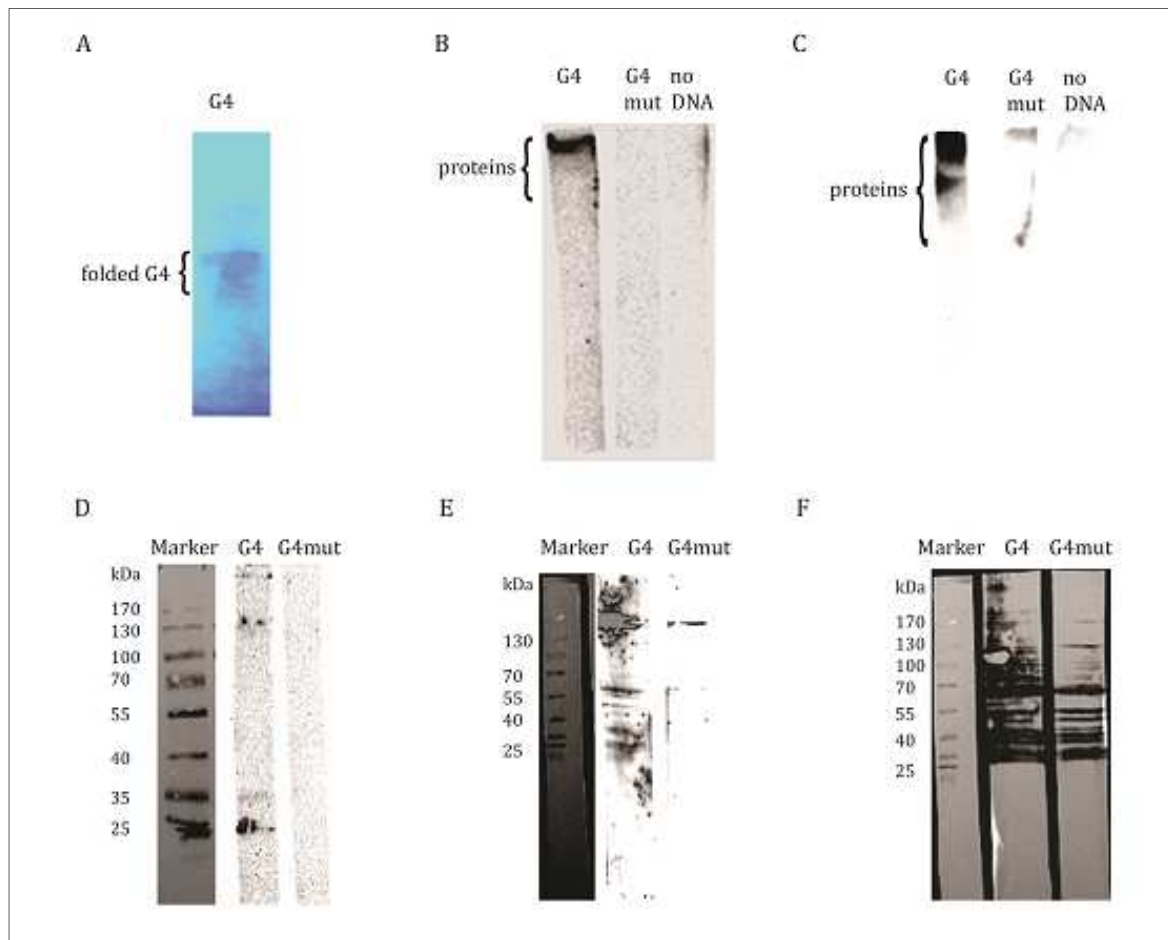 A
G4
folded G4
B
G4 G4 no
mut DNA
proteins
C
G4 G4 no
mut DNA
proteins
D
Marker G4 G4mut
kDa
170
130
100
70
55
40
35
25
E
Marker G4 G4mut
kDa
130
70
55
40
25
F
Marker G4 G4mut
kDa
170
130
100
70
55
40
25